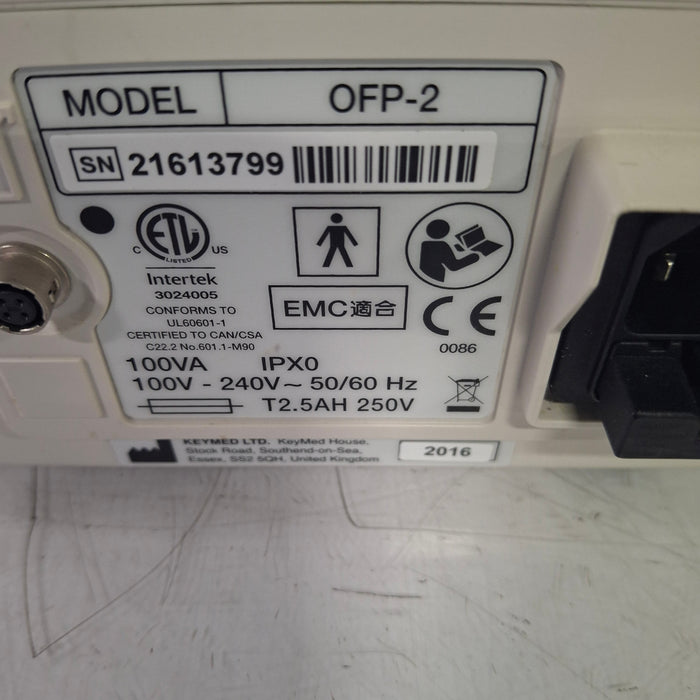 MODEL OFP-2
SN 21613799
ETL
C US
LISTED
Intertek
3024005
CONFORMS TO
UL60601-1
CERTIFIED TO CAN/CSA
C22.2 No.601.1-M90
EMC適合
CE
0086
100VA IPX0
100V - 240V~ 50/60 Hz
T2.5AH 250V
KEYMED LTD. KeyMed House,
Stock Road, Southend-on-Sea,
Essex, SS2 5QH, United Kingdom
2016